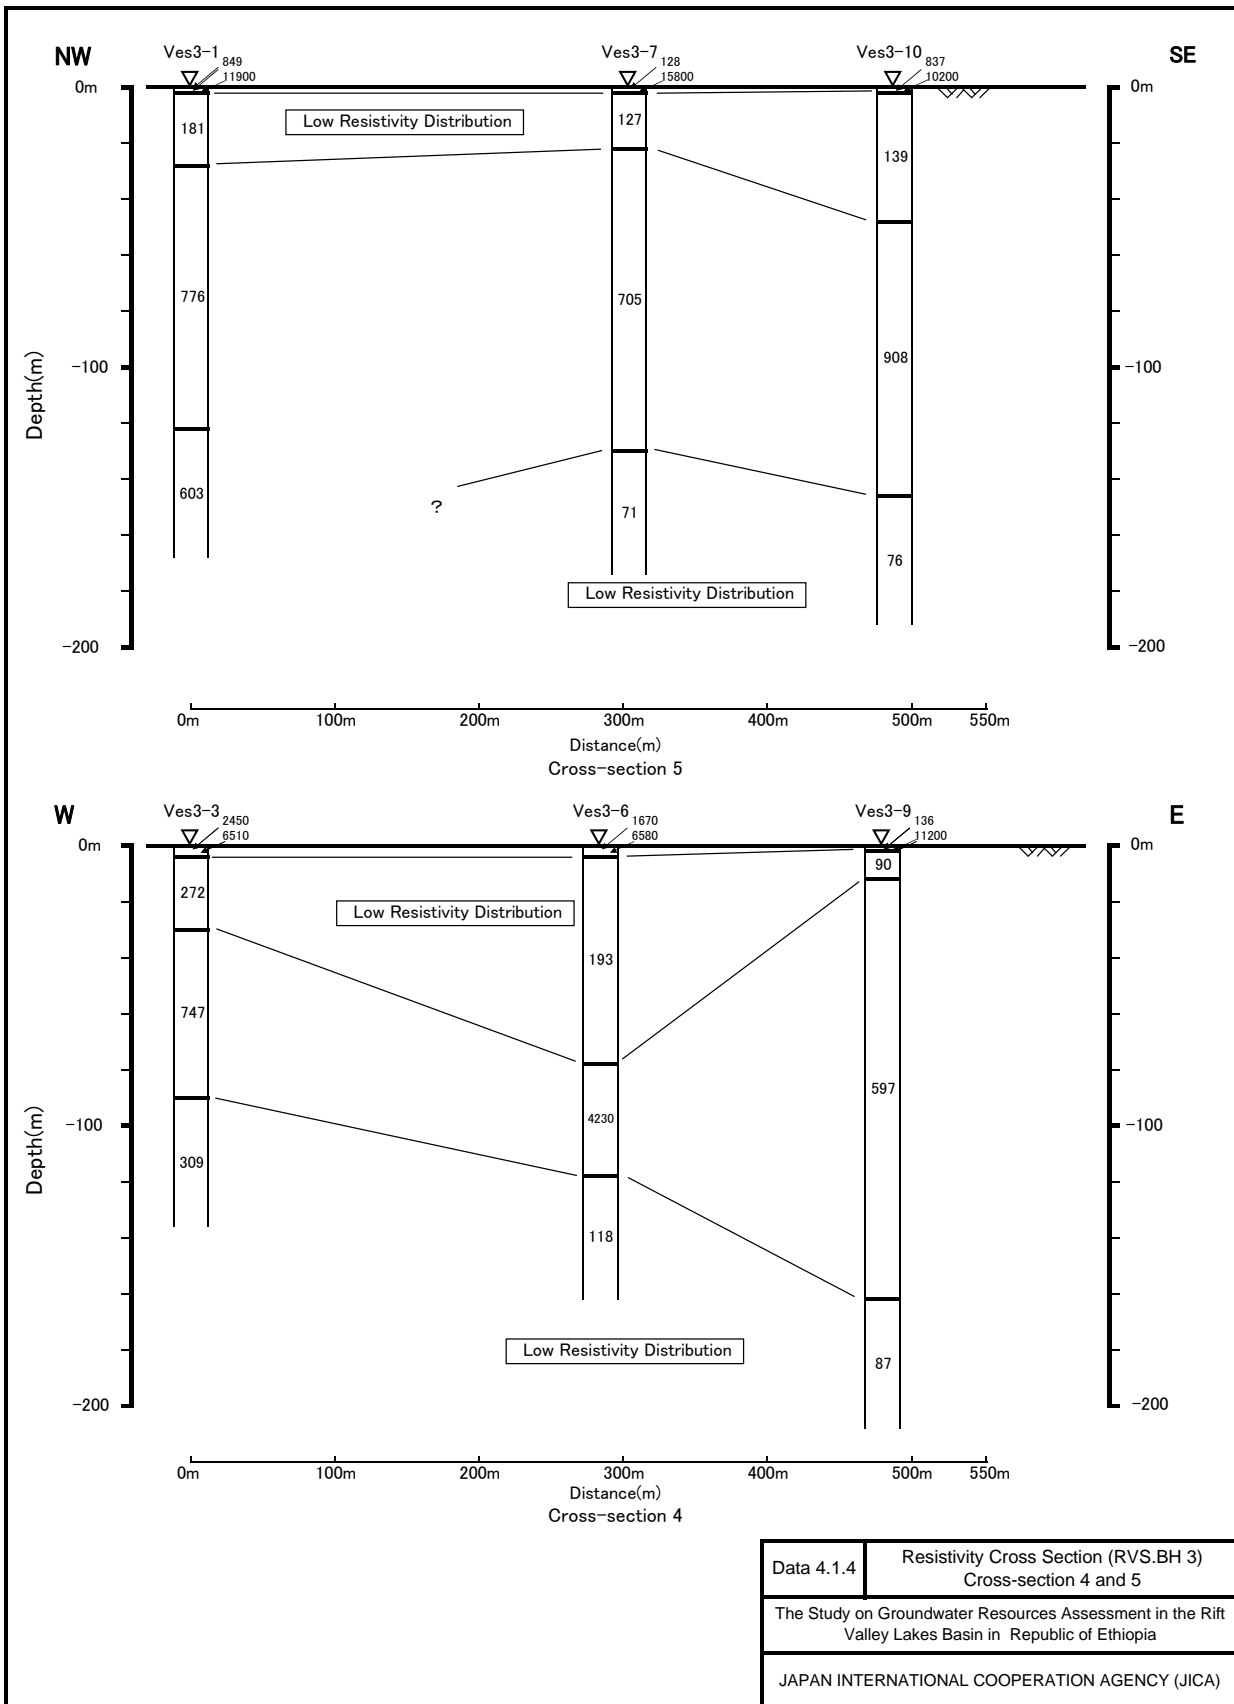 NW
Ves3-1
849
11900
Ves3-7
128
15800
Ves3-10
837
10200
SE
0m
0m
181
Low Resistivity Distribution
127
139
776
705
908
Depth(m)
-100
-100
603
?
71
76
Low Resistivity Distribution
-200
-200
0m
100m
200m
300m
400m
500m
550m
Distance(m)
Cross-section 5
W
Ves3-3
2450
6510
Ves3-6
1670
6580
Ves3-9
136
11200
E
0m
0m
272
90
Low Resistivity Distribution
193
747
597
Depth(m)
-100
4230
-100
309
118
Low Resistivity Distribution
87
-200
-200
0m
100m
200m
300m
400m
500m
550m
Distance(m)
Cross-section 4
Data 4.1.4
Resistivity Cross Section (RVS.BH 3)
Cross-section 4 and 5
The Study on Groundwater Resources Assessment in the Rift
Valley Lakes Basin in Republic of Ethiopia
JAPAN INTERNATIONAL COOPERATION AGENCY (JICA)